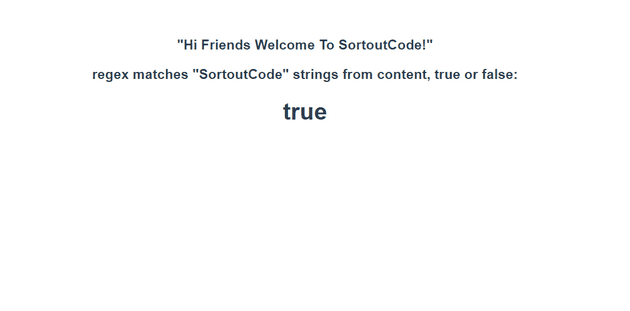 "Hi Friends Welcome To SortoutCode!"
regex matches "SortoutCode" strings from content, true or false:
true